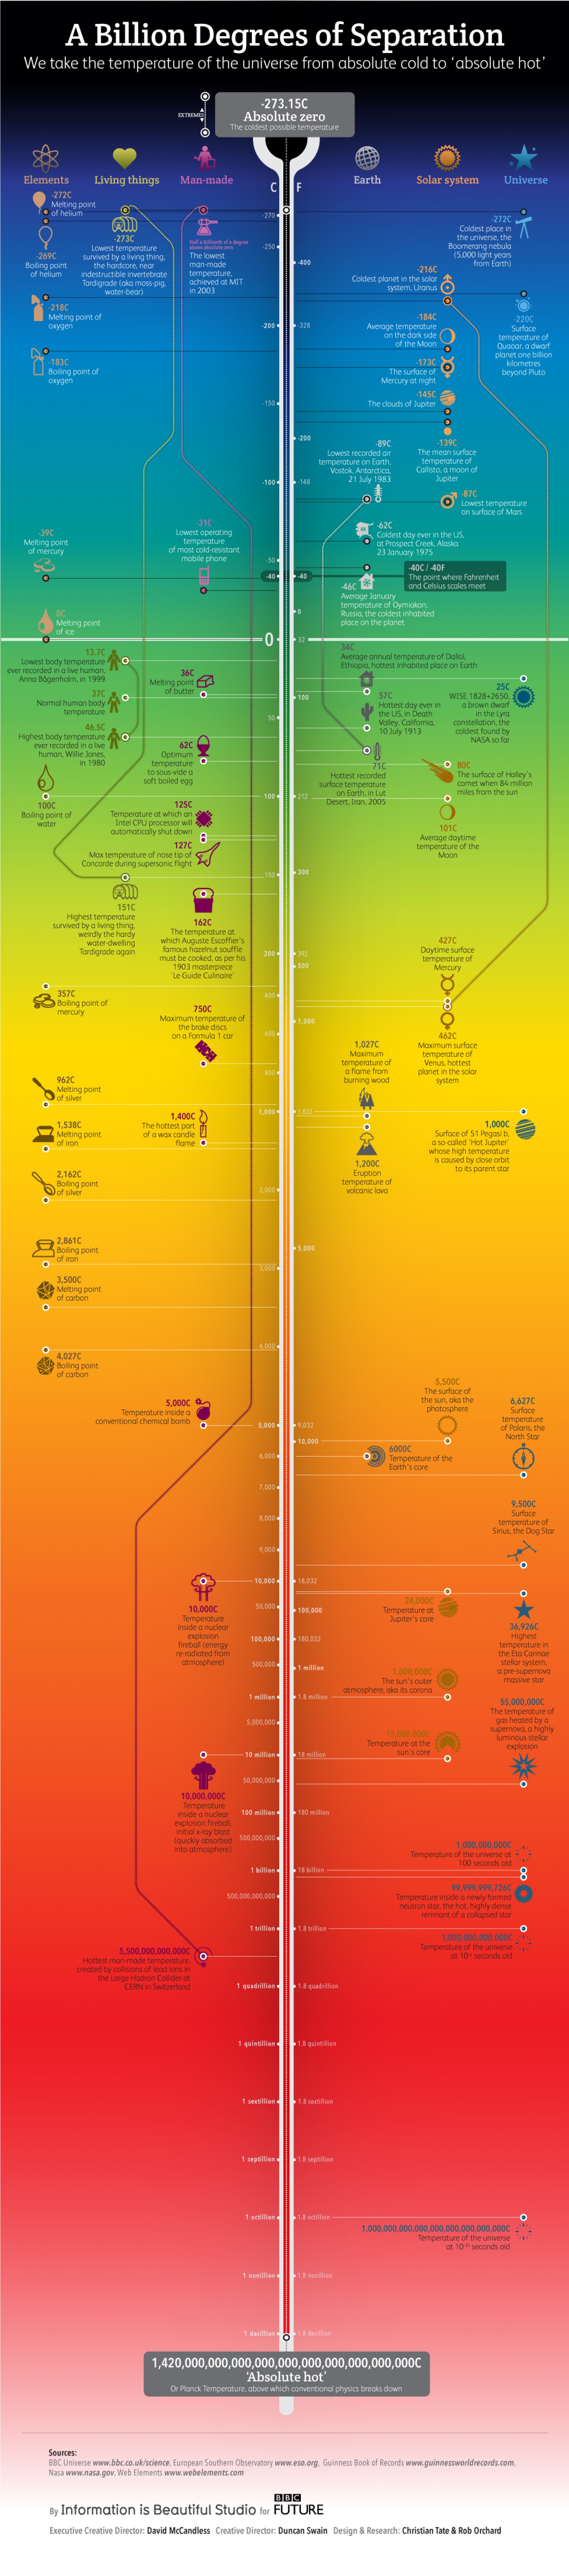 A Billion Degrees of Separation
We take the temperature of the universe from absolute cold to ‘absolute hot’
EXTREMES
-273.15C
Absolute zero
The coldest possible temperature
Elements
Living things
Man-made
C
F
Earth
Solar system
Universe
-272C
Melting point
of helium
-269C
Boiling point
of helium
-218C
Melting point of
oxygen
-183C
Boiling point of
oxygen
-39C
Melting point
of mercury
0C
Melting point
of ice
100C
Boiling point of
water
357C
Boiling point of
mercury
962C
Melting point
of silver
1,538C
Melting point
of iron
2,162C
Boiling point
of silver
2,861C
Boiling point
of iron
3,500C
Melting point
of carbon
4,027C
Boiling point
of carbon
-273C
Lowest temperature
survived by a living thing,
the hardcore, near
indestructible invertebrate
Tardigrade (aka moss-pig,
water-bear)
13.7C
Lowest body temperature
ever recorded in a live human,
Anna Bågenholm, in 1999
37C
Normal human body
temperature
46.5C
Highest body temperature
ever recorded in a live
human, Willie Jones,
in 1980
151C
Highest temperature
survived by a living thing,
weirdly the hardy
water-dwelling
Tardigrade again
Half a billionth of a degree
above absolute zero
The lowest
man-made
temperature,
achieved at MIT
in 2003
-31C
Lowest operating
temperature
of most cold-resistant
mobile phone
36C
Melting point
of butter
62C
Optimum
temperature
to sous-vide a
soft boiled egg
125C
Temperature at which an
Intel CPU processor will
automatically shut down
127C
Max temperature of nose tip of
Concorde during supersonic flight
162C
The temperature at
which Auguste Escoffier's
famous hazelnut souffle
must be cooked, as per his
1903 masterpiece
'Le Guide Culinaire'
750C
Maximum temperature of
the brake discs
on a Formula 1 car
1,400C
The hottest part
of a wax candle
flame
5,000C
Temperature inside a
conventional chemical bomb
10,000C
Temperature
inside a nuclear
explosion
fireball (energy
re-radiated from
atmosphere)
10,000,000C
Temperature
inside a nuclear
explosion fireball,
initial x-ray blast
(quickly absorbed
into atmosphere)
5,500,000,000,000C
Hottest man-made temperature,
created by collisions of lead ions in
the Large Hadron Collider at
CERN in Switzerland
-270
-250
-200
-150
-100
-50
-40
0
50
100
150
200
400
600
800
1,000
2,000
3,000
4,000
5,000
6,000
7,000
8,000
9,000
10,000
50,000
100,000
500,000
1 million
5,000,000
10 million
50,000,000
100 million
500,000,000
1 billion
500,000,000,000
1 trillion
1 quadrillion
1 quintillion
1 sextillion
1 septillion
1 octillion
1 nonillion
1 decillion
-400
-328
-200
-148
-40
0
32
100
212
300
392
500
1,000
1,832
5,000
9,032
10,000
18,032
100,000
180,032
1 million
1.8 million
18 million
180 million
18 billion
1.8 trillion
1.8 quadrillion
1.8 quintillion
1.8 sextillion
1.8 septillion
1.8 octillion
1.8 nonillion
1.8 decillion
-89C
Lowest recorded air
temperature on Earth,
Vostok, Antarctica,
21 July 1983
-62C
Coldest day ever in the US,
at Prospect Creek, Alaska
23 January 1975
-40C / -40F
The point where Fahrenheit
and Celsius scales meet
-46C
Average January
temperature of Oymiakon,
Russia, the coldest inhabited
place on the planet
34C
Average annual temperature of Dallol,
Ethiopia, hottest inhabited place on Earth
57C
Hottest day ever in
the US, in Death
Valley, California,
10 July 1913
71C
Hottest recorded
surface temperature
on Earth, in Lut
Desert, Iran, 2005
1,027C
Maximum
temperature of
a flame from
burning wood
1,200C
Eruption
temperature of
volcanic lava
6000C
Temperature of the
Earth's core
-216C
Coldest planet in the solar
system, Uranus
-184C
Average temperature
on the dark side
of the Moon
-173C
The surface of
Mercury at night
-145C
The clouds of Jupiter
-139C
The mean surface
temperature of
Callisto, a moon of
Jupiter
-87C
Lowest temperature
on surface of Mars
80C
The surface of Halley's
comet when 84 million
miles from the sun
101C
Average daytime
temperature of the
Moon
427C
Daytime surface
temperature of
Mercury
462C
Maximum surface
temperature of
Venus, hottest
planet in the solar
system
5,500C
The surface of
the sun, aka the
photosphere
24,000C
Temperature at
Jupiter's core
1,000,000C
The sun's outer
atmosphere, aka its corona
15,000,000C
Temperature at the
sun's core
-272C
Coldest place in
the universe, the
Boomerang nebula
(5,000 light years
from Earth)
-220C
Surface
temperature of
Quaoar, a dwarf
planet one billion
kilometres
beyond Pluto
25C
WISE 1828+2650,
a brown dwarf
in the Lyra
constellation, the
coldest found by
NASA so far
1,000C
Surface of 51 Pegasi b,
a so-called 'Hot Jupiter'
whose high temperature
is caused by close orbit
to its parent star
6,627C
Surface
temperature
of Polaris, the
North Star
9,500C
Surface
temperature of
Sirius, the Dog Star
36,926C
Highest
temperature in
the Eta Carinae
stellar system,
a pre-supernova
massive star
55,000,000C
The temperature of
gas heated by a
supernova, a highly
luminous stellar
explosion
1,000,000,000C
Temperature of the universe at
100 seconds old
99,999,999,726C
Temperature inside a newly formed
neutron star, the hot, highly dense
remnant of a collapsed star
1,000,000,000,000C
Temperature of the universe
seconds old
1,000,000,000,000,000,000,000,000,000C
Temperature of the universe
seconds old
1,420,000,000,000,000,000,000,000,000,000,000C
'Absolute hot'
Or Planck Temperature, above which conventional physics breaks down
Sources:
BBC Universe www.bbc.co.uk/science, European Southern Observatory www.eso.org, Guinness Book of Records www.guinnessworldrecords.com,
Nasa www.nasa.gov, Web Elements www.webelements.com
By Information is Beautiful Studio for BBC FUTURE
Executive Creative Director: David McCandless Creative Director: Duncan Swain Design & Research: Christian Tate & Rob Orchard